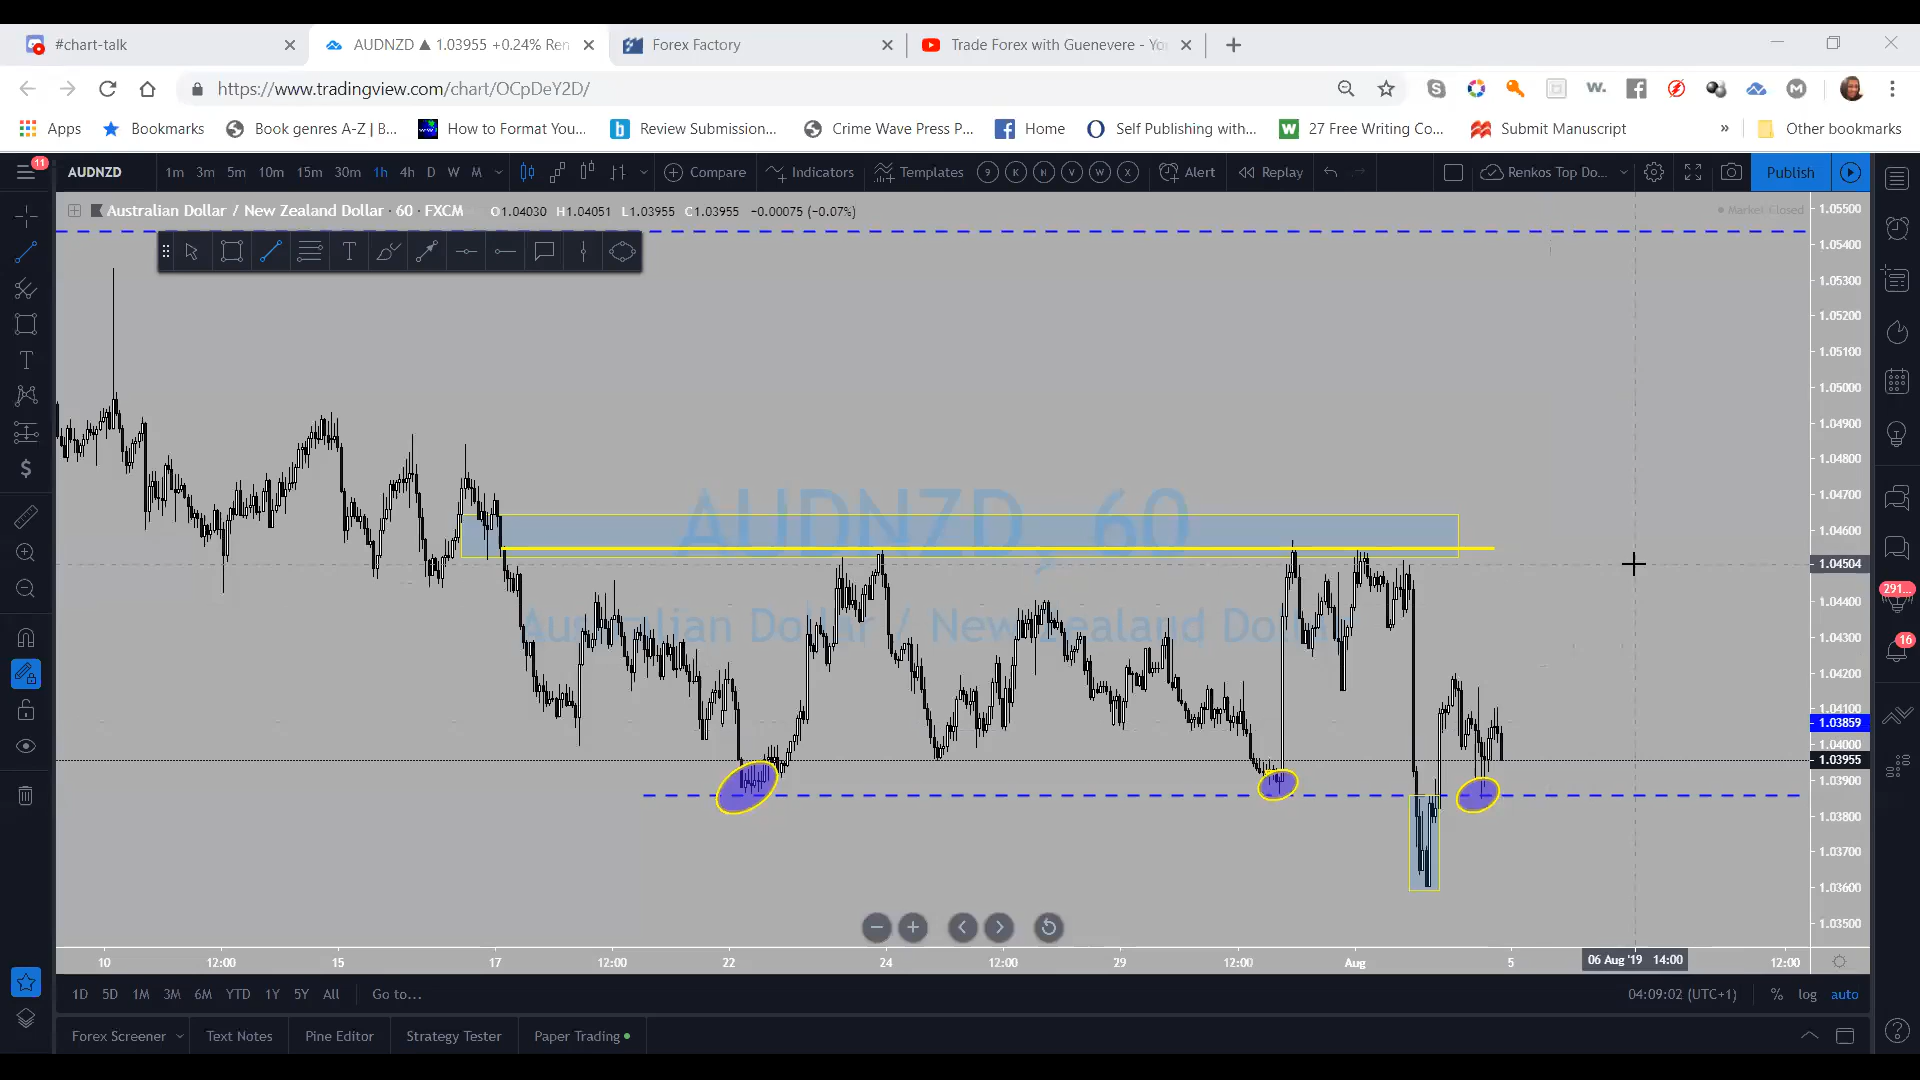 #chart-talk
AUDNZD ▲ 1.03955 +0.24% Ren
Forex Factory
Trade Forex with Guenevere - Yo
https://www.tradingview.com/chart/OCpDeY2D/
Apps
Bookmarks
Book genres A-Z | B...
How to Format You...
Review Submission...
Crime Wave Press P...
Home
Self Publishing with...
27 Free Writing Co...
Submit Manuscript
»
Other bookmarks
11
AUDNZD
1m 3m 5m 10m 15m 30m 1h 4h D W M
Compare
Indicators
Templates
9 K N V W X
Alert
Replay
Renkos Top Do...
Publish
Australian Dollar / New Zealand Dollar · 60 · FXCM
O1.04030 H1.04051 L1.03955 C1.03955 -0.00075 (-0.07%)
Market Closed
AUDNZD, 60
Australian Dollar / New Zealand Dollar
1.05500
1.05400
1.05300
1.05200
1.05100
1.05000
1.04900
1.04800
1.04700
1.04600
1.04504
1.04400
1.04300
1.04200
1.04100
1.03859
1.04000
1.03955
1.03900
1.03800
1.03700
1.03600
1.03500
291...
16
10 12:00 15 17 12:00 22 24 12:00 29 12:00 Aug 5 06 Aug '19 14:00 12:00
1D 5D 1M 3M 6M YTD 1Y 5Y All
Go to...
04:09:02 (UTC+1)
% log auto
Forex Screener
Text Notes
Pine Editor
Strategy Tester
Paper Trading